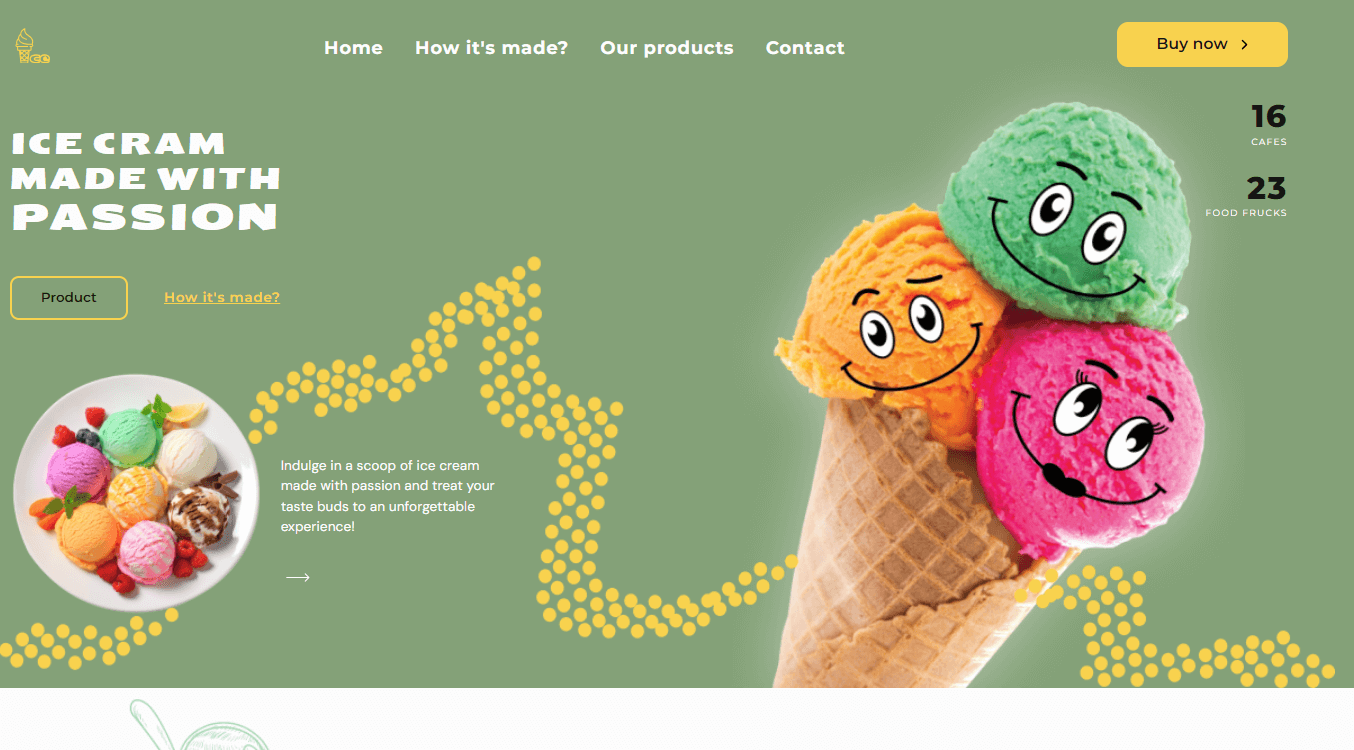 ICE
Home
How it's made?
Our products
Contact
Buy now
16
CAFES
23
FOOD FRUCKS
ICE CRAM
MADE WITH
PASSION
Product
How it's made?
Indulge in a scoop of ice cream
made with passion and treat your
taste buds to an unforgettable
experience!